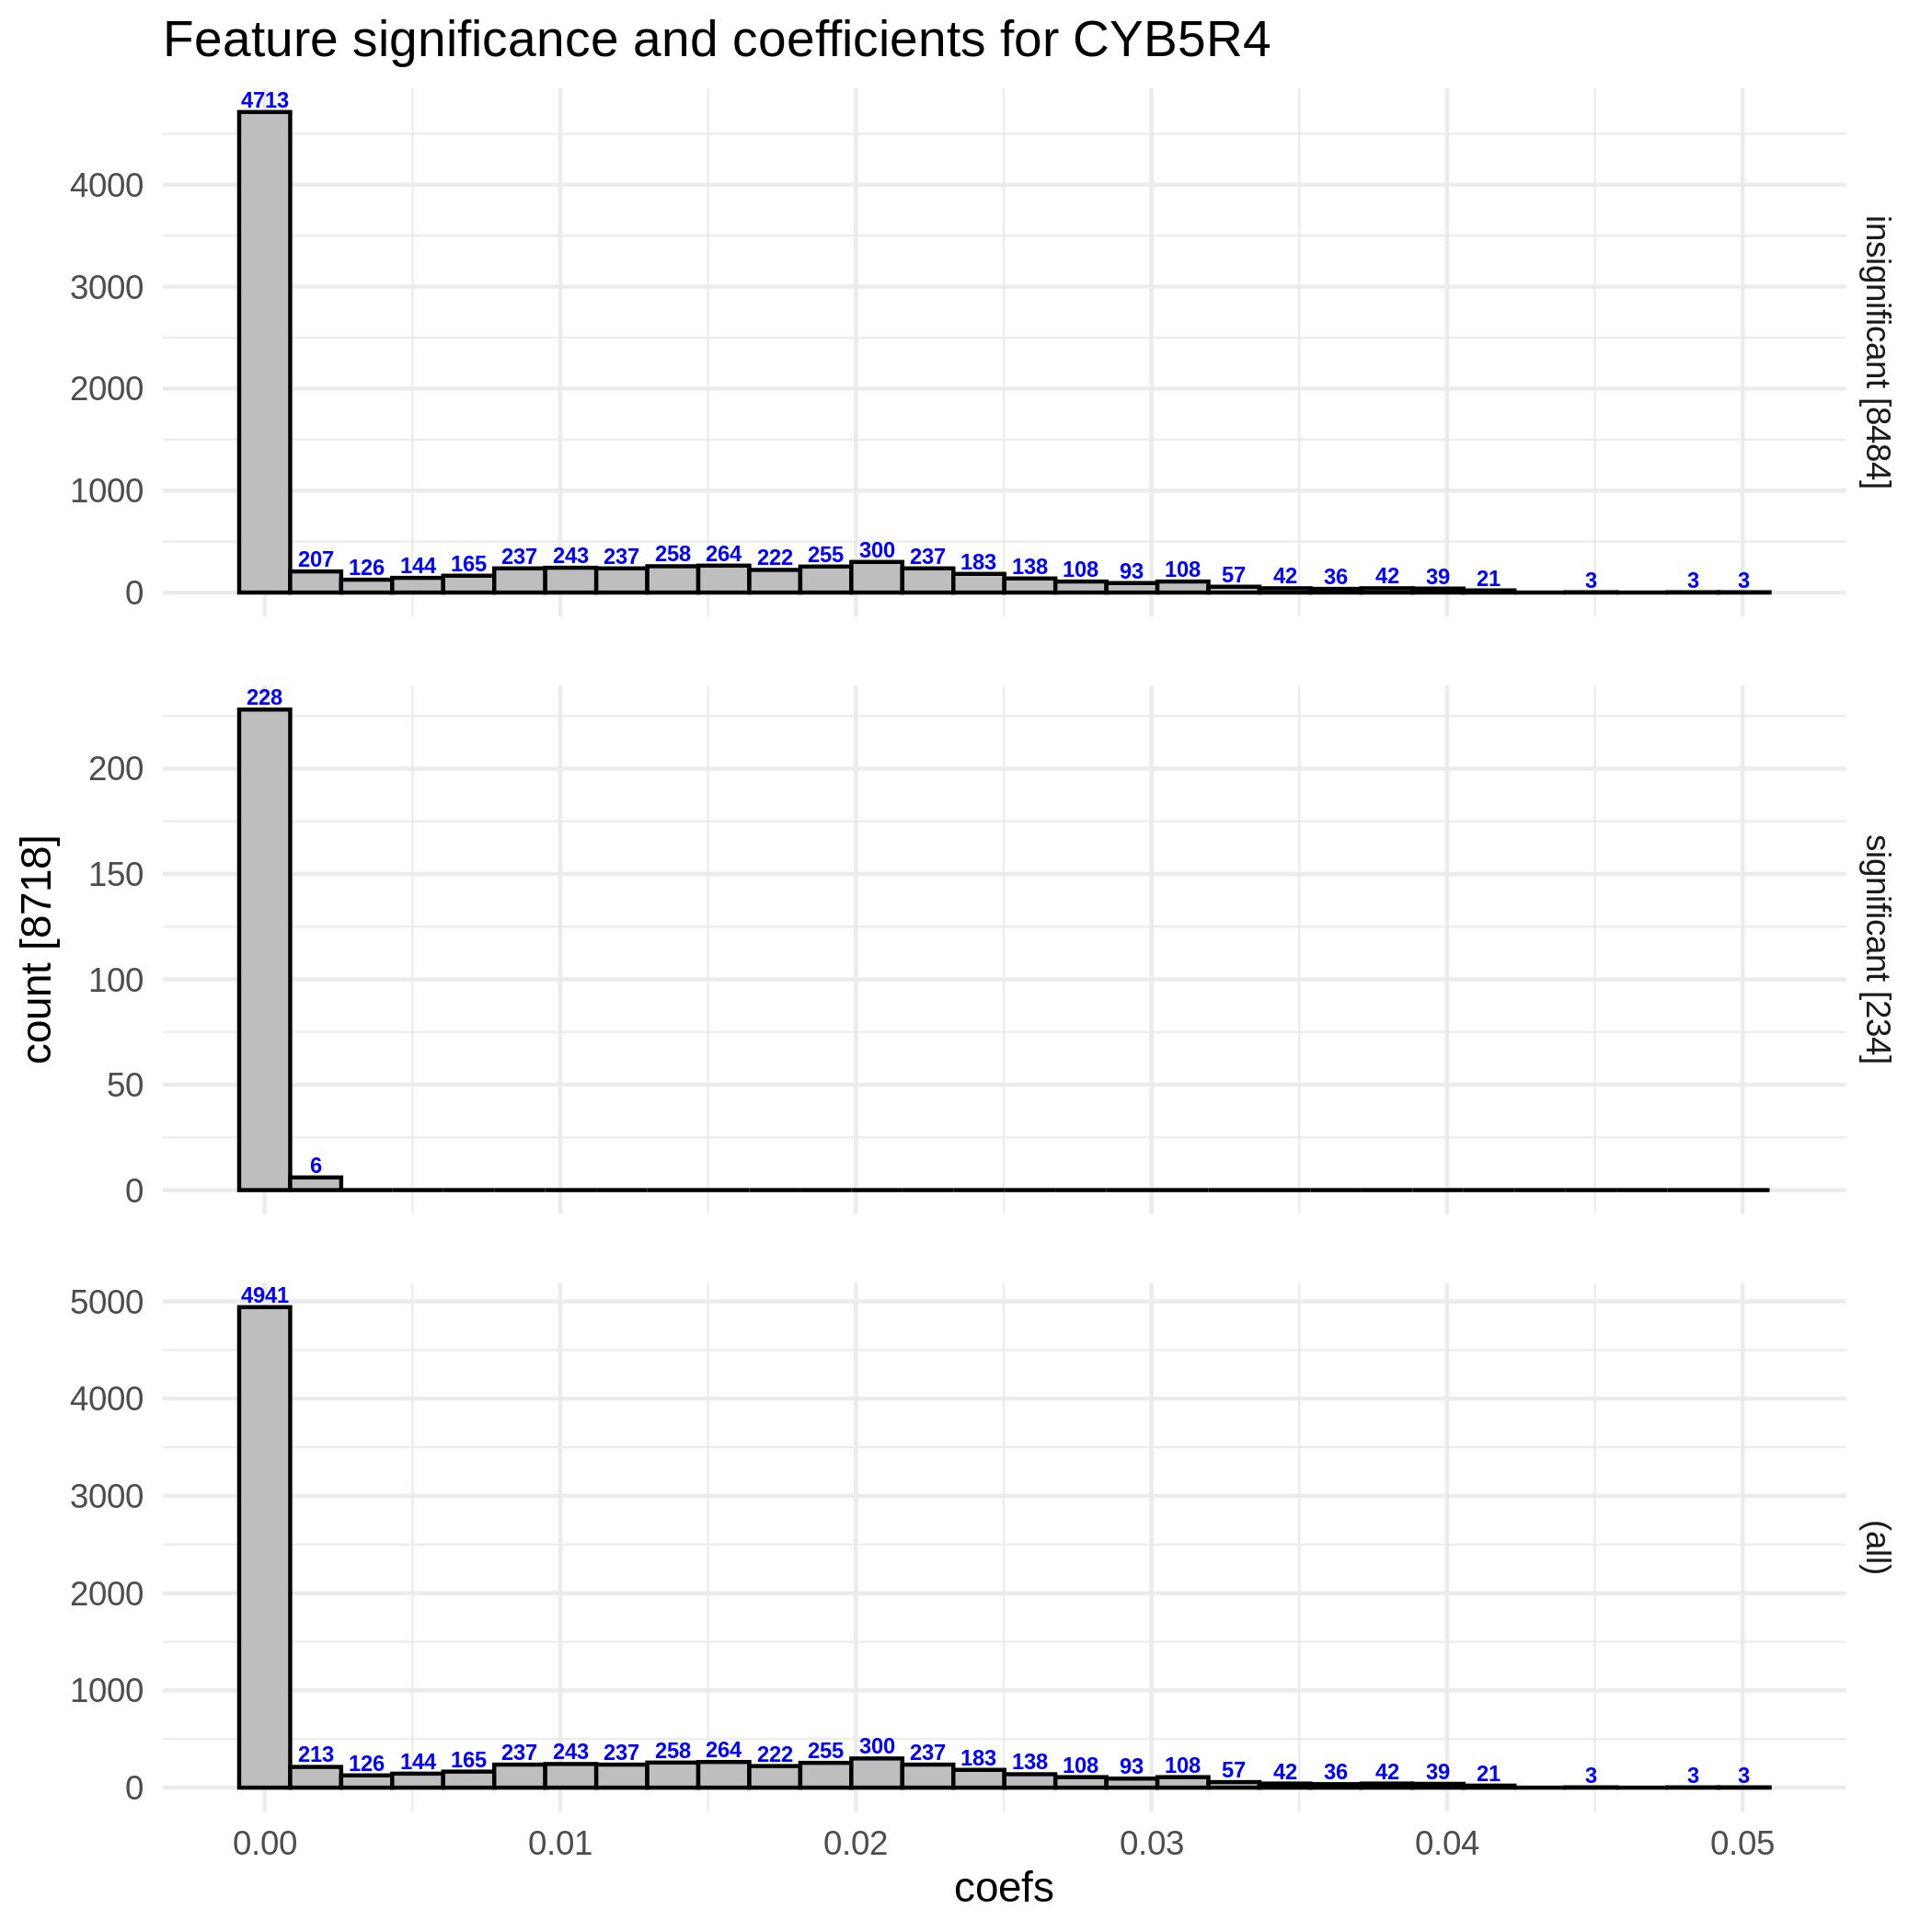 Feature significance and coefficients for CYB5R4
4713
207 126 144 165 237 243 237 258 264 222 255 300 237 183 138 108 93 108 57 42 36 42 39 21 3 3 3
4000
3000
2000
1000
0
insignificant [8484]
228
6
200
150
100
50
0
significant [234]
count [8718]
4941
213 126 144 165 237 243 237 258 264 222 255 300 237 183 138 108 93 108 57 42 36 42 39 21 3 3 3
5000
4000
3000
2000
1000
0
(all)
0.00 0.01 0.02 0.03 0.04 0.05
coefs